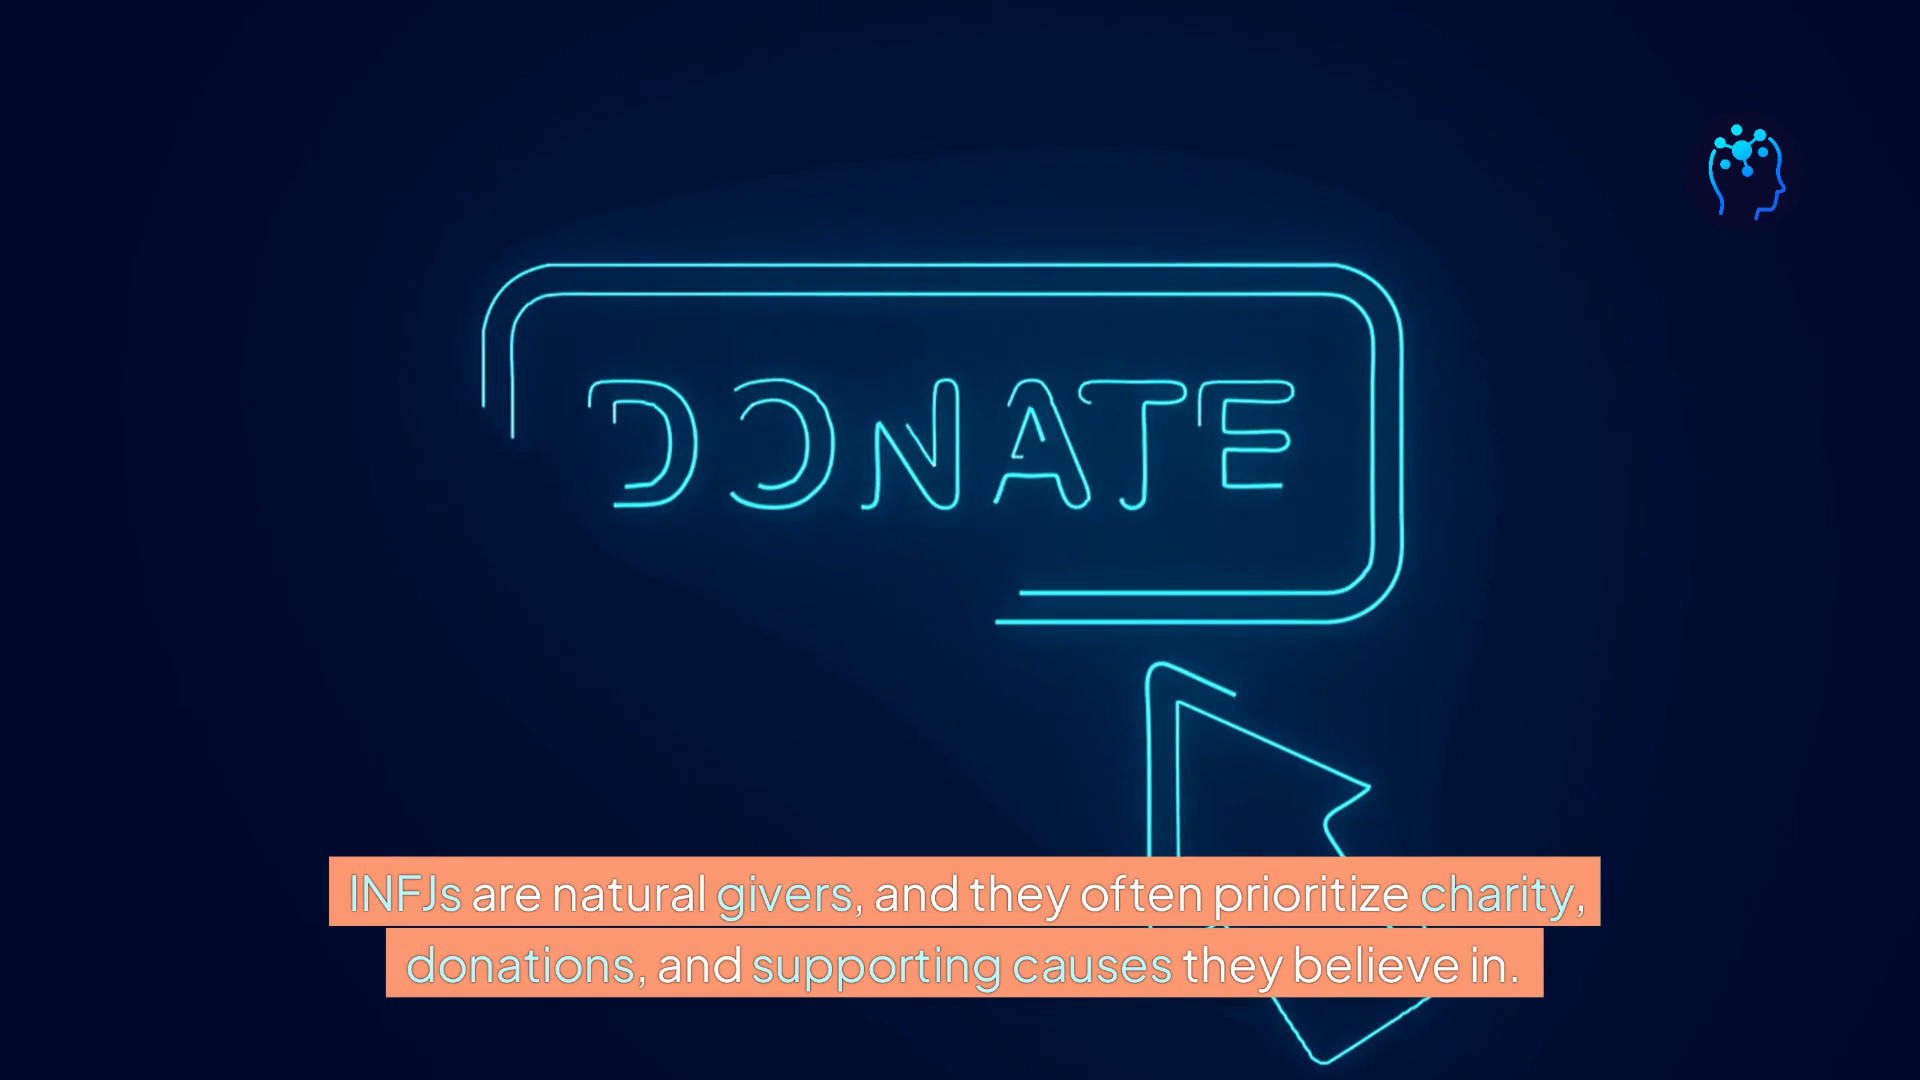 DONATE
INFJs are natural givers, and they often prioritize charity,
donations, and supporting causes they believe in.